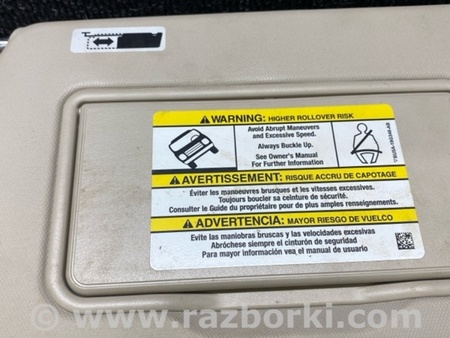 WARNING: HIGHER ROLLOVER RISK
Avoid Abrupt Maneuvers
and Excessive Speed.
Always Buckle Up.
See Owner's Manual
For Further Information
AVERTISSEMENT: RISQUE ACCRU DE CAPOTAGE
Éviter les manoeuvres brusques et les vitesses excessives.
Toujours boucler sa ceinture de sécurité.
Consulter le Guide du propriétaire pour de plus amples renseignements.
ADVERTENCIA: MAYOR RIESGO DE VUELCO
Evite las maniobras bruscas y las velocidades excesivas
Abróchese siempre el cinturón de seguridad
Para mayor información vea el manual de usuario
© www.razborki.com